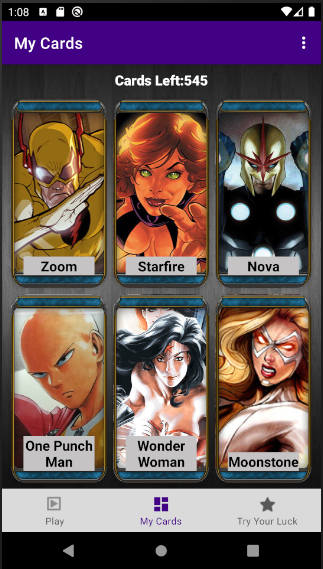 1:08
My Cards
Cards Left:545
Zoom
Starfire
Nova
One Punch
Man
Wonder
Woman
Moonstone
Play
My Cards
Try Your Luck